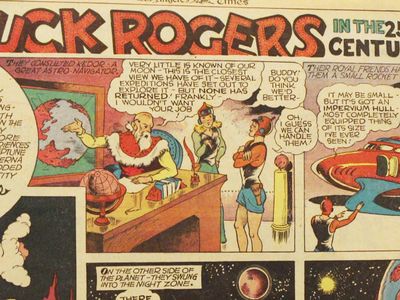 Times
UCK ROGERS
IN THE 25
CENTU
THEY CONSULTED KELDOR - A
GREAT ASTRO-NAVIGATOR.
VERY LITTLE IS KNOWN OF OUR
MOON - THIS IS THE CLOSEST
VIEW WE HAVE OF IT - SEVERAL
EXPEDITIONS HAVE SET OUT TO
EXPLORE IT - BUT NONE HAS
RETURNED! FRANKLY -
I WOULDN'T WANT
YOUR JOB
BUDDY
DO YOU
THINK
WE'D
BETTER
OH,
I GUESS
WE CAN
HANDLE
THEM!
THEIR ROYAL FRIENDS HA
THEM A SMALL ROCKET
IT MAY BE SMALL -
BUT IT'S GOT AN
IMPERVIUM HULL -
MOST COMPLETELY
EQUIPPED THING
OF ITS SIZE
I'VE EVER
SEEN!
ON THE OTHER SIDE OF
THE PLANET - THEY SWUNG
INTO THE NIGHT ZONE.
THERE